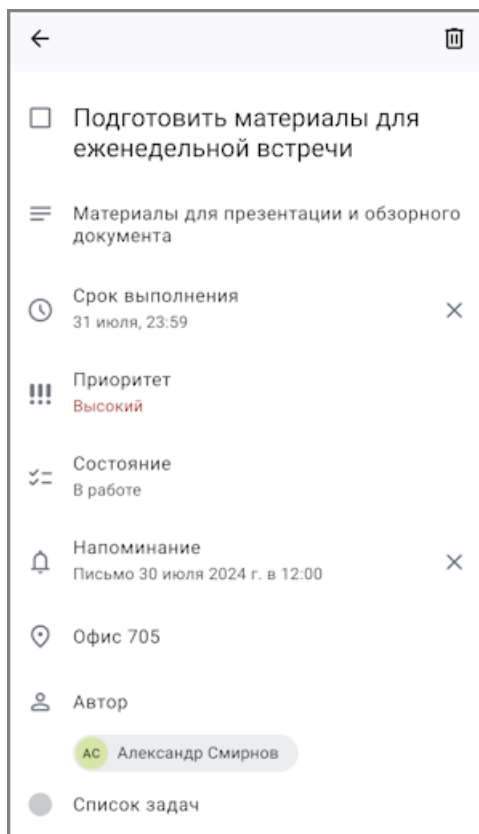 Подготовить материалы для
еженедельной встречи
Материалы для презентации и обзорного
документа
Срок выполнения
31 июля, 23:59
Приоритет
Высокий
Состояние
В работе
Напоминание
Письмо 30 июля 2024 г. в 12:00
Офис 705
Автор
АС Александр Смирнов
Список задач